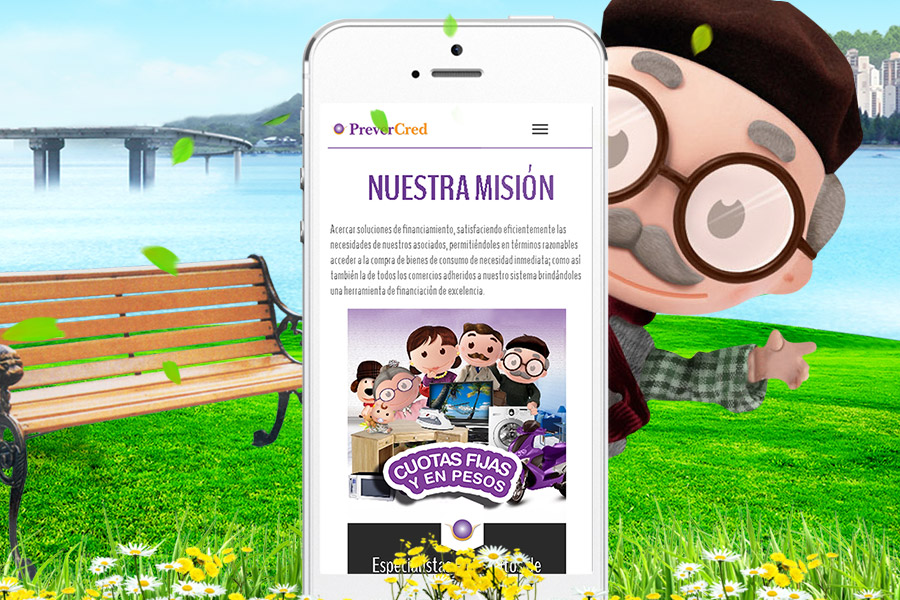 PreverCred
NUESTRA MISIÓN
Acercar soluciones de financiamiento, satisfaciendo eficientemente las
necesidades de nuestros asociados, permitiéndoles en términos razonables
acceder a la compra de bienes de consumo de necesidad inmediata; como así
también la de todos los comercios adheridos a nuestro sistema brindándoles
una herramienta de financiación de excelencia.
CUOTAS FIJAS
Y EN PESOS
Especialistas de